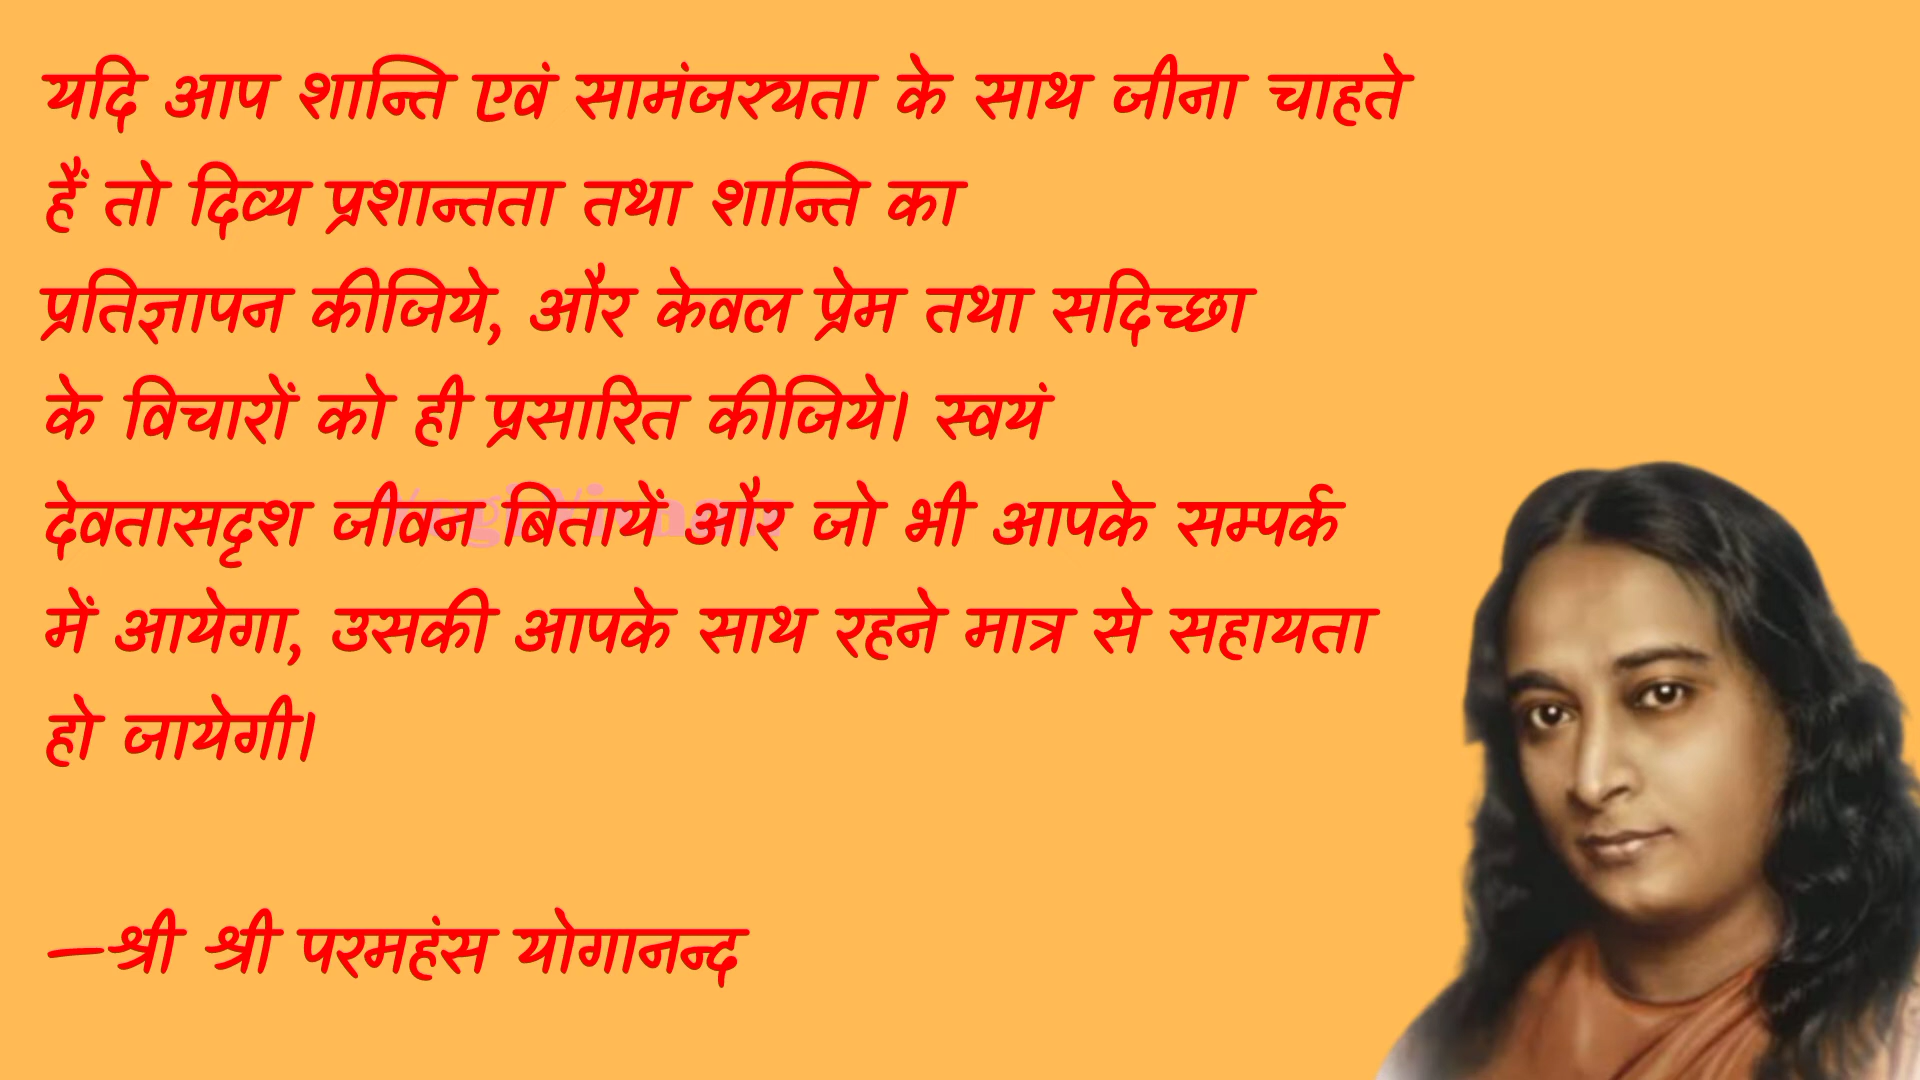 यदि आप शान्ति एवं सामंजस्यता के साथ जीना चाहते
हैं तो दिव्य प्रशान्तता तथा शान्ति का
प्रतिज्ञापन कीजिये, और केवल प्रेम तथा सदिच्छा
के विचारों को ही प्रसारित कीजिये। स्वयं
देवतासदृश जीवन बितायें और जो भी आपके सम्पर्क
में आयेगा, उसकी आपके साथ रहने मात्र से सहायता
हो जायेगी।
—श्री श्री परमहंस योगानन्द